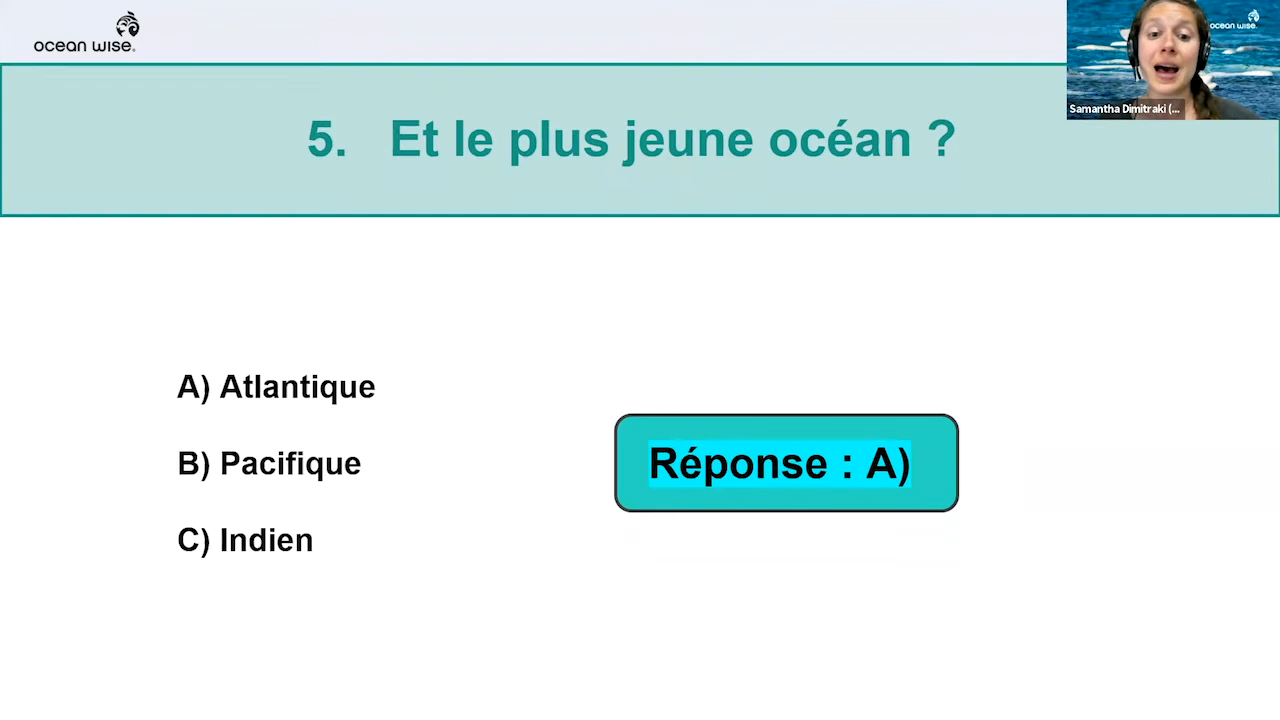 ocean wise
ocean wise
Samantha Dimitraki (...
5. Et le plus jeune océan ?
A) Atlantique
B) Pacifique
C) Indien
Réponse : A)